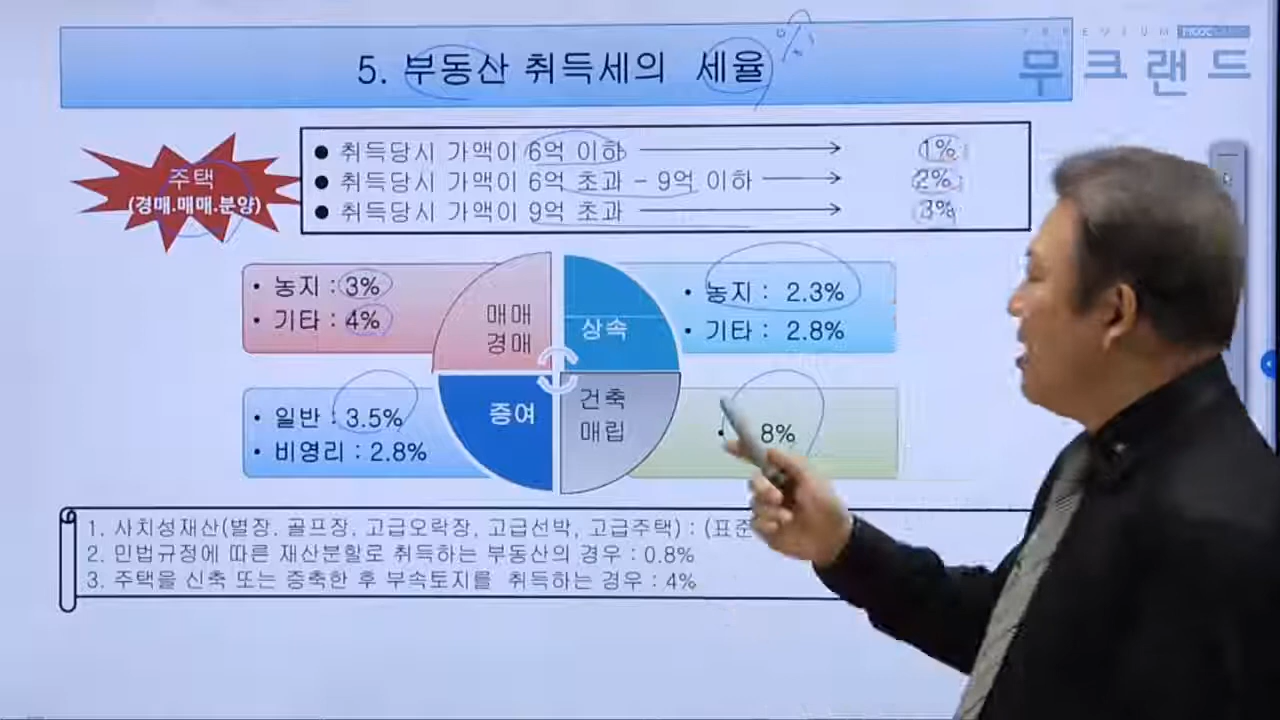 PREMIUM MOOC
무크랜드
5. 부동산 취득세의 세율
%
주택
(경매.매매.분양)
● 취득당시 가액이 6억 이하 1%
● 취득당시 가액이 6억 초과 - 9억 이하 2%
● 취득당시 가액이 9억 초과 3%
• 농지 : 3%
• 기타 : 4%
매매
경매
상속
• 농지 : 2.3%
• 기타 : 2.8%
• 일반 : 3.5%
• 비영리 : 2.8%
증여
건축
매립
• 8%
1. 사치성재산(별장. 골프장, 고급오락장, 고급선박, 고급주택) : (표준
2. 민법규정에 따른 재산분할로 취득하는 부동산의 경우 : 0.8%
3. 주택을 신축 또는 증축한 후 부속토지를 취득하는 경우 : 4%